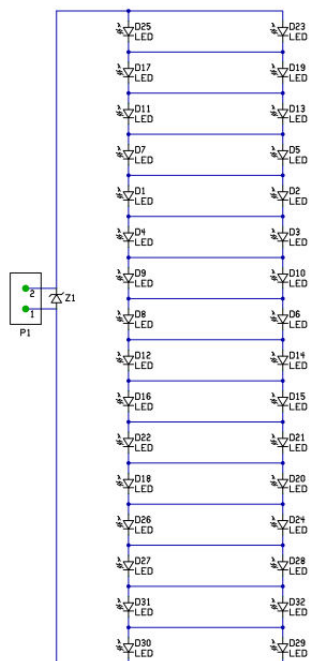 D25
LED
D23
LED
D17
LED
D19
LED
D11
LED
D13
LED
D7
LED
D5
LED
D1
LED
D2
LED
D4
LED
D3
LED
D9
LED
D10
LED
2
Z1
1
P1
D8
LED
D6
LED
D12
LED
D14
LED
D16
LED
D15
LED
D22
LED
D21
LED
D18
LED
D20
LED
D26
LED
D24
LED
D27
LED
D28
LED
D31
LED
D32
LED
D30
LED
D29
LED